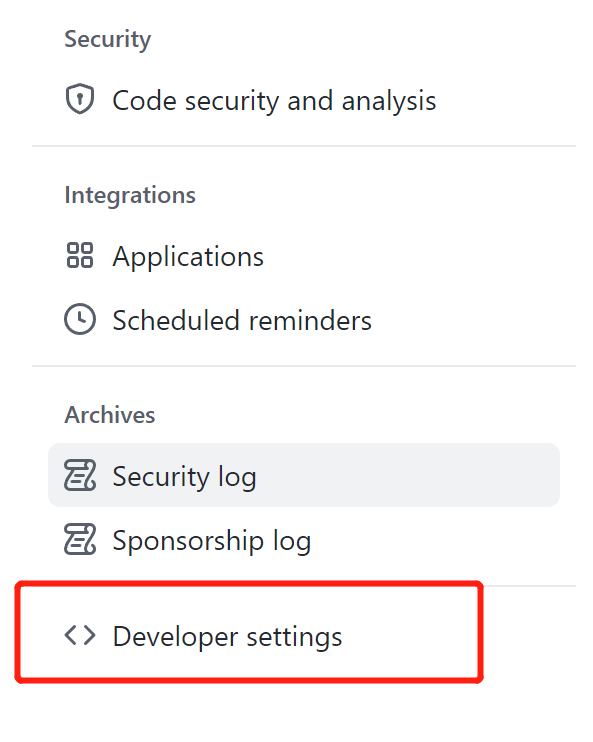 Security
Code security and analysis
Integrations
Applications
Scheduled reminders
Archives
Security log
Sponsorship log
Developer settings